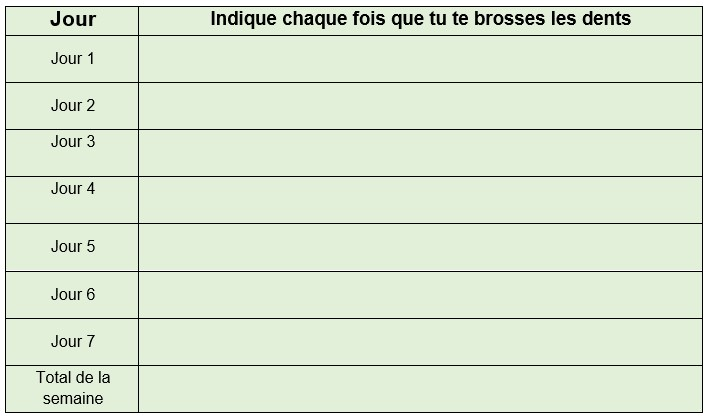 Jour Indique chaque fois que tu te brosses les dents
Jour 1
Jour 2
Jour 3
Jour 4
Jour 5
Jour 6
Jour 7
Total de la
semaine